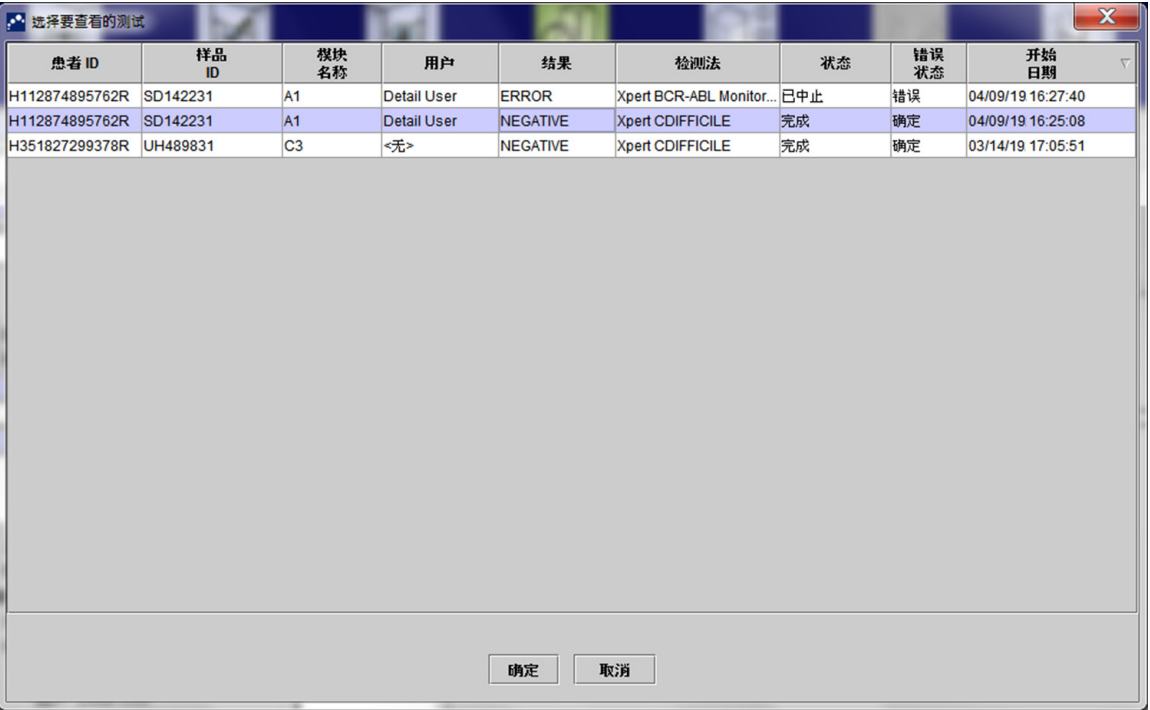 选择要查看的测试
患者 ID 样品 ID 模块 名称 用户 结果 检测法 状态 错误 状态 开始 日期
H112874895762R SD142231 A1 Detail User ERROR Xpert BCR-ABL Monitor... 已中止 错误 04/09/19 16:27:40
H112874895762R SD142231 A1 Detail User NEGATIVE Xpert CDIFFICILE 完成 确定 04/09/19 16:25:08
H351827299378R UH489831 C3 <无> NEGATIVE Xpert CDIFFICILE 完成 确定 03/14/19 17:05:51
确定 取消